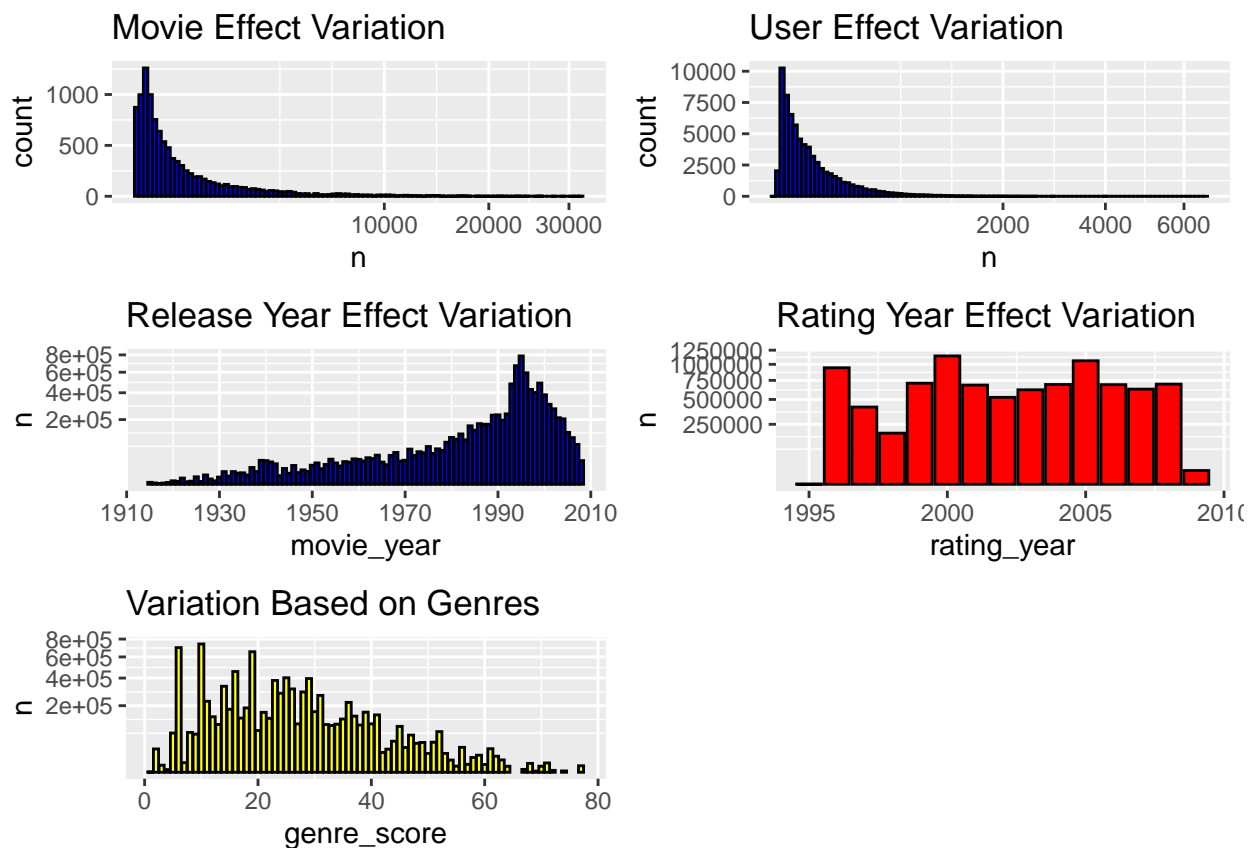 Movie Effect Variation
1000
500
0
count
10000
20000
30000
n
User Effect Variation
10000
7500
5000
2500
0
count
2000
4000
6000
n
Release Year Effect Variation
8e+05
6e+05
4e+05
2e+05
n
1910
1930
1950
1970
1990
2010
movie_year
Rating Year Effect Variation
1250000
1000000
750000
500000
250000
n
1995
2000
2005
2010
rating_year
Variation Based on Genres
8e+05
6e+05
4e+05
2e+05
n
0
20
40
60
80
genre_score